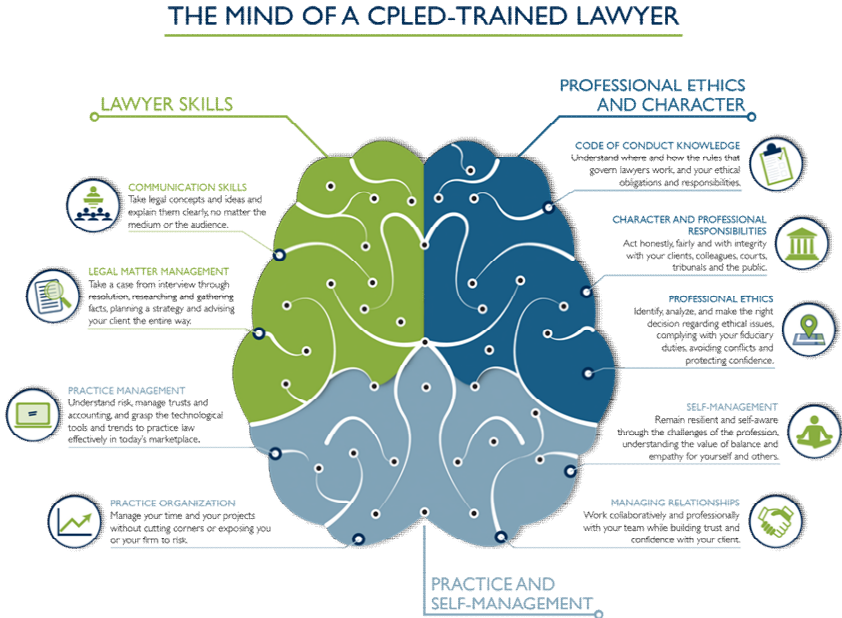 THE MIND OF A CPLED-TRAINED LAWYER
LAWYER SKILLS
PROFESSIONAL ETHICS
AND CHARACTER
COMMUNICATION SKILLS
Take legal concepts and ideas and
explain them clearly, no matter the
medium or the audience.
LEGAL MATTER MANAGEMENT
Take a case from interview through
resolution, researching and gathering
facts, planning a strategy and advising
your client the entire way.
PRACTICE MANAGEMENT
Understand risk, manage trusts and
accounting, and grasp the technological
tools and trends to practice law
effectively in today's marketplace.
PRACTICE ORGANIZATION
Manage your time and your projects
without cutting corners or exposing you
or your firm to risk.
CODE OF CONDUCT KNOWLEDGE
Understand where and how the rules that
govern lawyers work, and your ethical
obligations and responsibilities.
CHARACTER AND PROFESSIONAL
RESPONSIBILITIES
Act honestly, fairly and with integrity
with your clients, colleagues, courts,
tribunals and the public.
PROFESSIONAL ETHICS
Identify, analyze, and make the right
decision regarding ethical issues,
complying with your fiduciary
duties, avoiding conflicts and
protecting confidence.
SELF-MANAGEMENT
Remain resilient and self-aware
through the challenges of the profession,
understanding the value of balance and
empathy for yourself and others.
MANAGING RELATIONSHIPS
Work collaboratively and professionally
with your team while building trust and
confidence with your client.
PRACTICE AND
SELF-MANAGEMENT